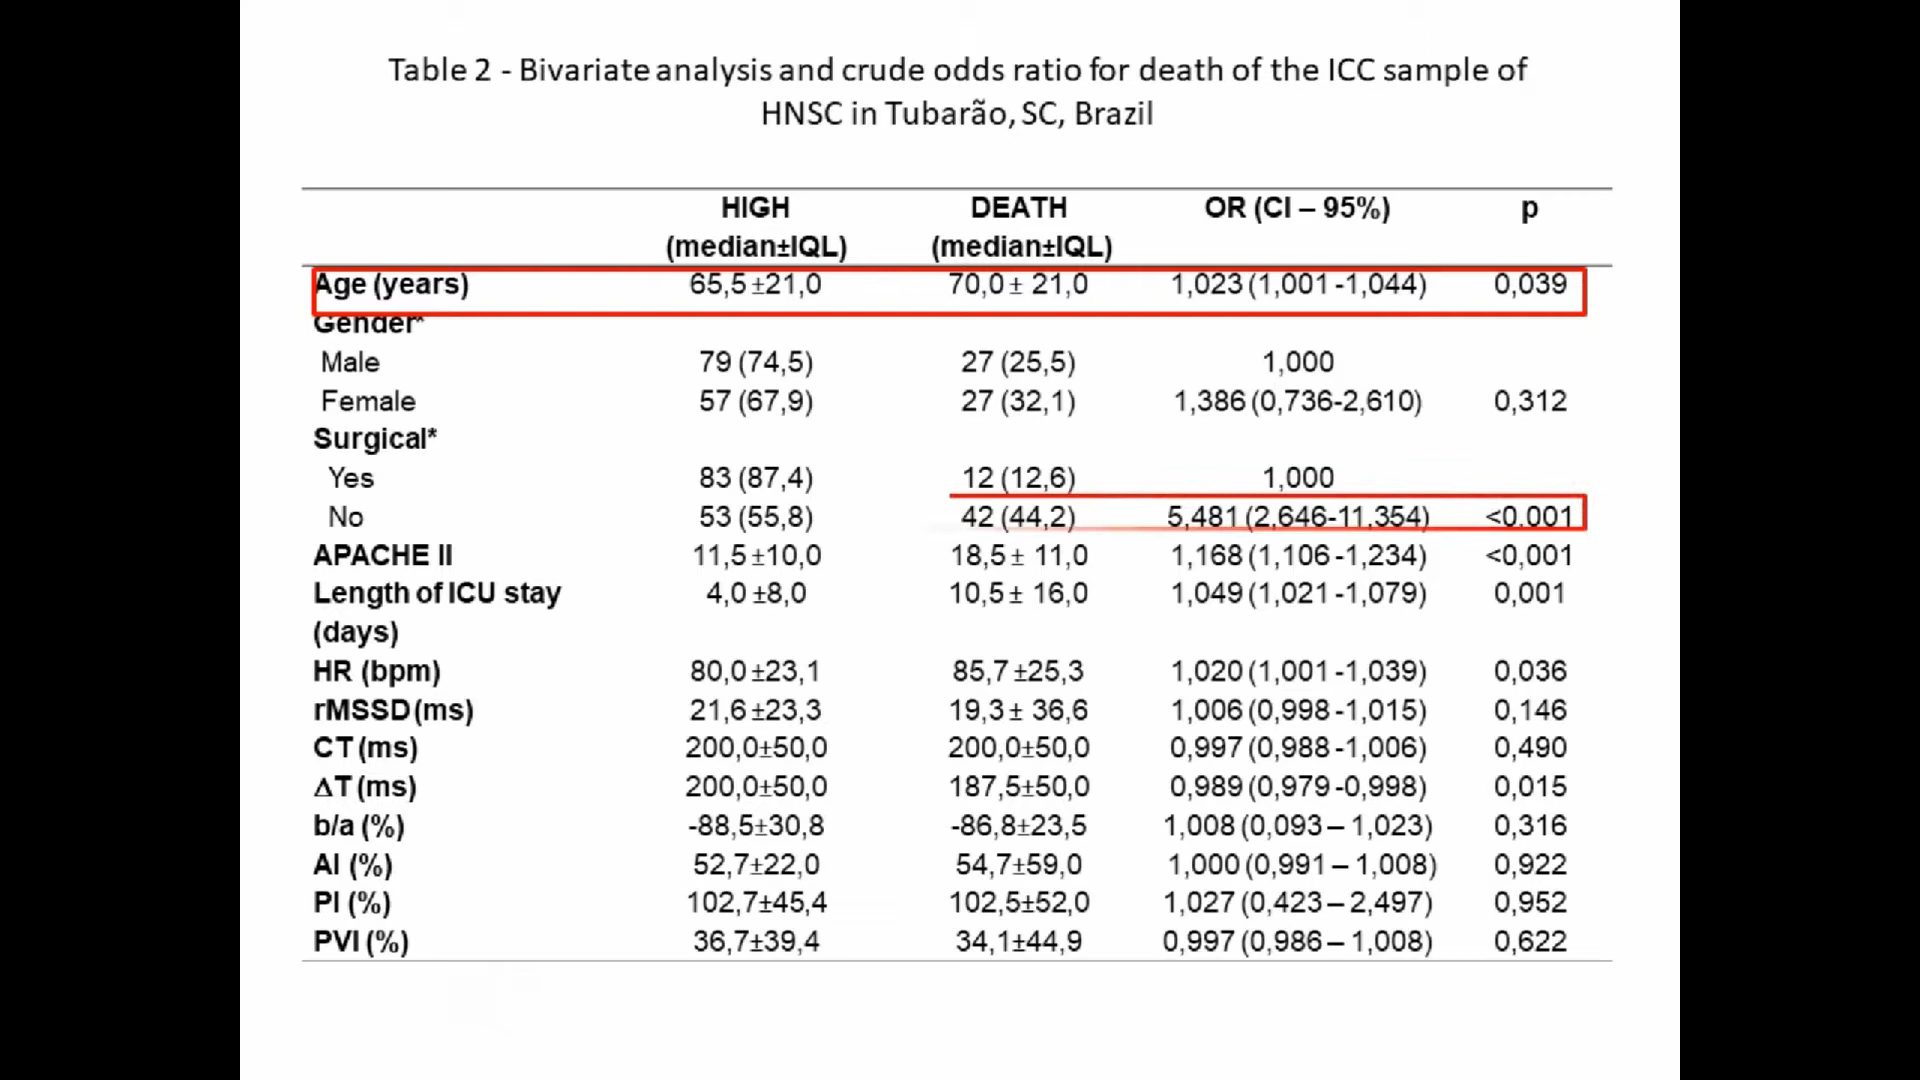 Table 2 - Bivariate analysis and crude odds ratio for death of the ICC sample of
HNSC in Tubarão, SC, Brazil
HIGH DEATH OR (CI – 95%) p
(median±IQL) (median±IQL)
Age (years) 65,5 ±21,0 70,0 ± 21,0 1,023 (1,001 -1,044) 0,039
Gender*
Male 79 (74,5) 27 (25,5) 1,000
Female 57 (67,9) 27 (32,1) 1,386 (0,736-2,610) 0,312
Surgical*
Yes 83 (87,4) 12 (12,6) 1,000
No 53 (55,8) 42 (44,2) 5,481 (2,646-11,354) <0,001
APACHE II 11,5 ±10,0 18,5 ± 11,0 1,168 (1,106 -1,234) <0,001
Length of ICU stay 4,0 ±8,0 10,5 ± 16,0 1,049 (1,021 -1,079) 0,001
(days)
HR (bpm) 80,0 ±23,1 85,7 ±25,3 1,020 (1,001 -1,039) 0,036
rMSSD (ms) 21,6 ±23,3 19,3 ± 36,6 1,006 (0,998 -1,015) 0,146
CT (ms) 200,0±50,0 200,0±50,0 0,997 (0,988 -1,006) 0,490
ΔT (ms) 200,0±50,0 187,5±50,0 0,989 (0,979 -0,998) 0,015
b/a (%) -88,5±30,8 -86,8±23,5 1,008 (0,093 – 1,023) 0,316
AI (%) 52,7±22,0 54,7±59,0 1,000 (0,991 – 1,008) 0,922
PI (%) 102,7±45,4 102,5±52,0 1,027 (0,423 – 2,497) 0,952
PVI (%) 36,7±39,4 34,1±44,9 0,997 (0,986 – 1,008) 0,622